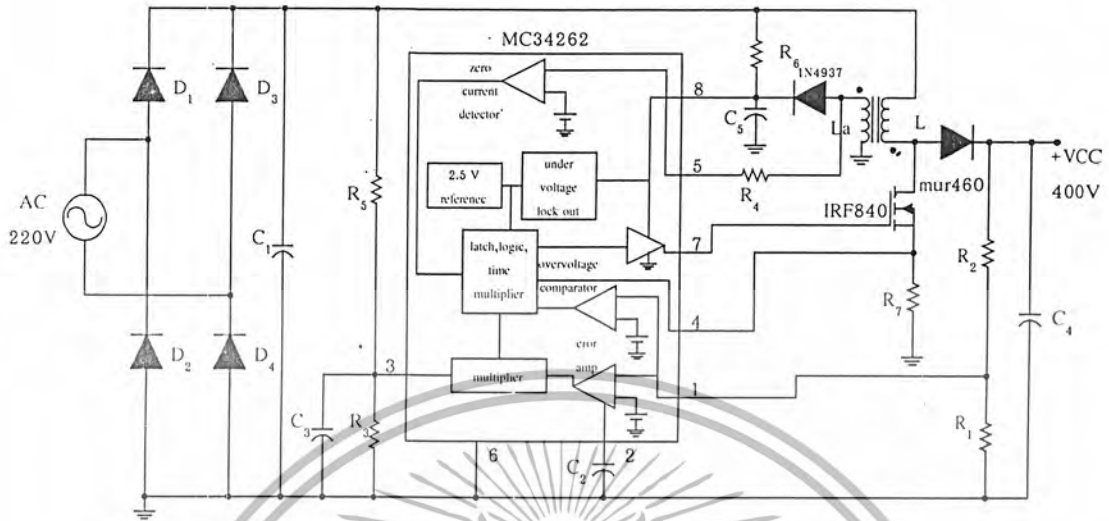 MC34262
D₁
D₃
zero
current
detector'
8
R₆
1N4937
C₅
La
L
2.5 V
reference
under
voltage
lock out
5
R₄
mur460
+VCC
400V
AC
220V
R₅
C₁
IRF840
latch,logic,
time
multiplier
overvoltage
comparator
7
R₂
R₇
C₄
D₂
D₄
4
eror
amp
3
multiplier
1
C₃
R₃
R₁
6
C₂
2